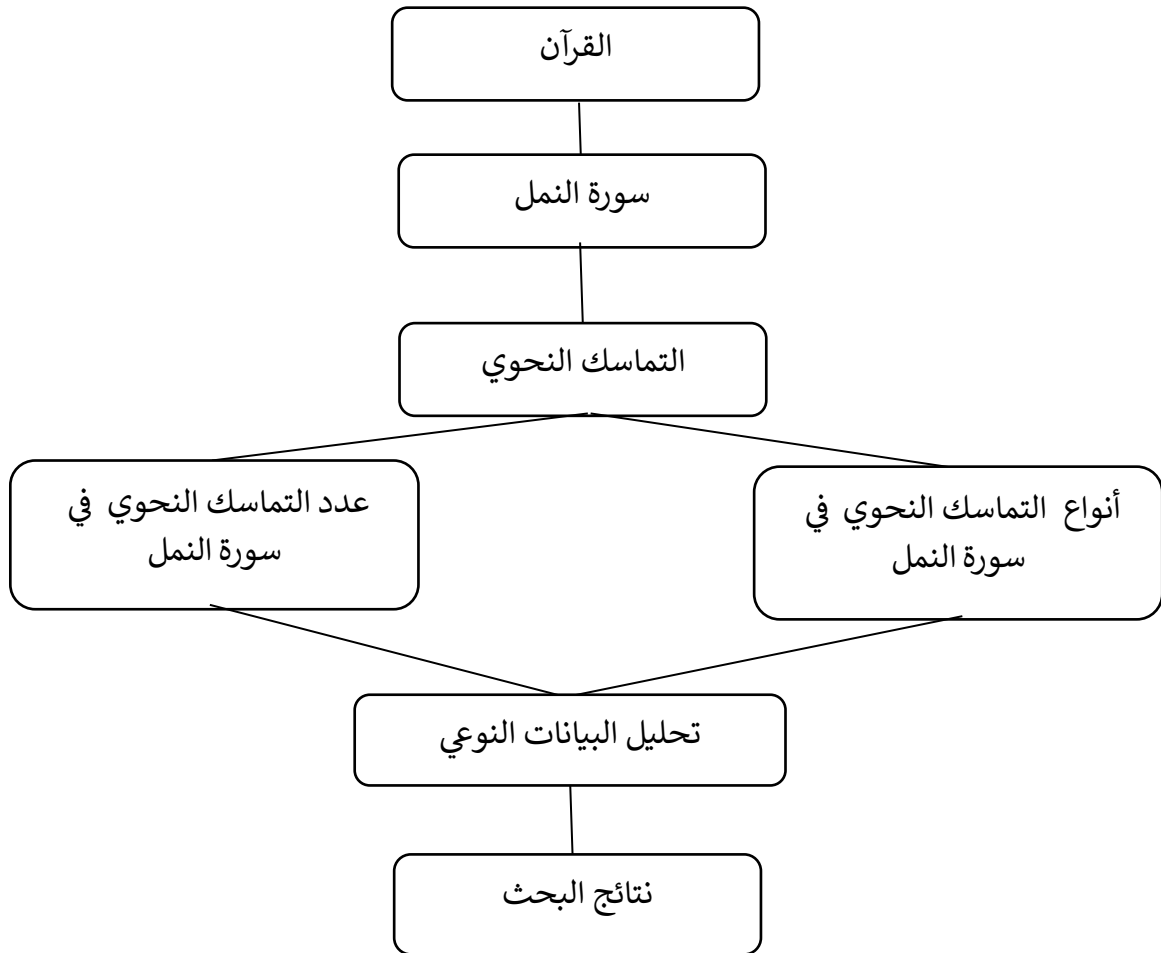 القرآن
سورة النمل
التماسك النحوي
أنواع التماسك النحوي في
سورة النمل
عدد التماسك النحوي في
سورة النمل
تحليل البيانات النوعي
نتائج البحث